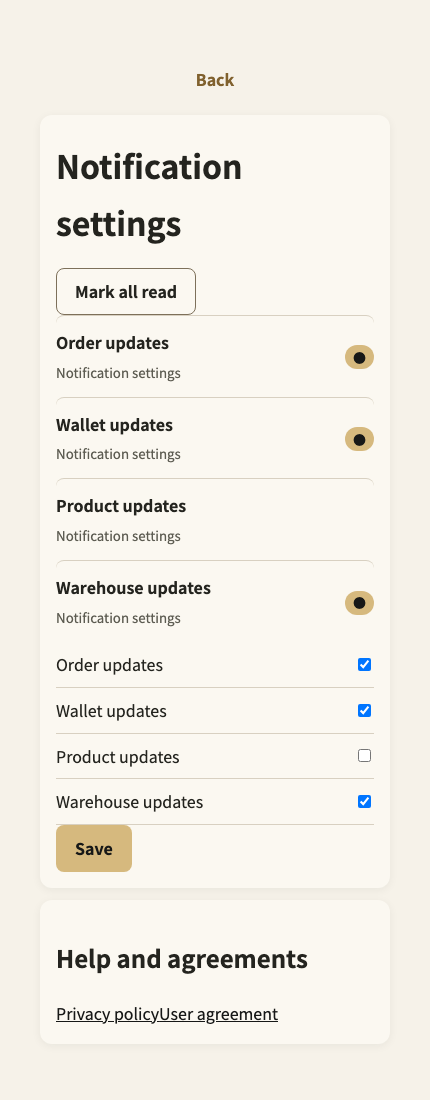 Back
Notification
settings
Mark all read
Order updates
Notification settings
Wallet updates
Notification settings
Product updates
Notification settings
Warehouse updates
Notification settings
Order updates
Wallet updates
Product updates
Warehouse updates
Save
Help and agreements
Privacy policyUser agreement